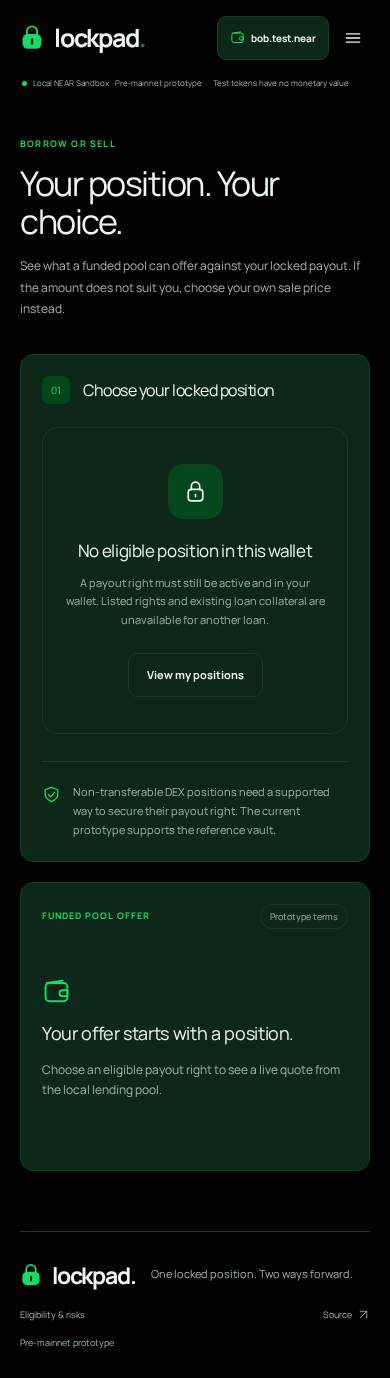 lockpad.
bob.test.near
Local NEAR Sandbox Pre-mainnet prototype Test tokens have no monetary value
BORROW OR SELL
Your position. Your
choice.
See what a funded pool can offer against your locked payout. If
the amount does not suit you, choose your own sale price
instead.
01 Choose your locked position
No eligible position in this wallet
A payout right must still be active and in your
wallet. Listed rights and existing loan collateral are
unavailable for another loan.
View my positions
Non-transferable DEX positions need a supported
way to secure their payout right. The current
prototype supports the reference vault.
FUNDED POOL OFFER
Prototype terms
Your offer starts with a position.
Choose an eligible payout right to see a live quote from
the local lending pool.
lockpad. One locked position. Two ways forward.
Eligibility & risks
Source
Pre-mainnet prototype